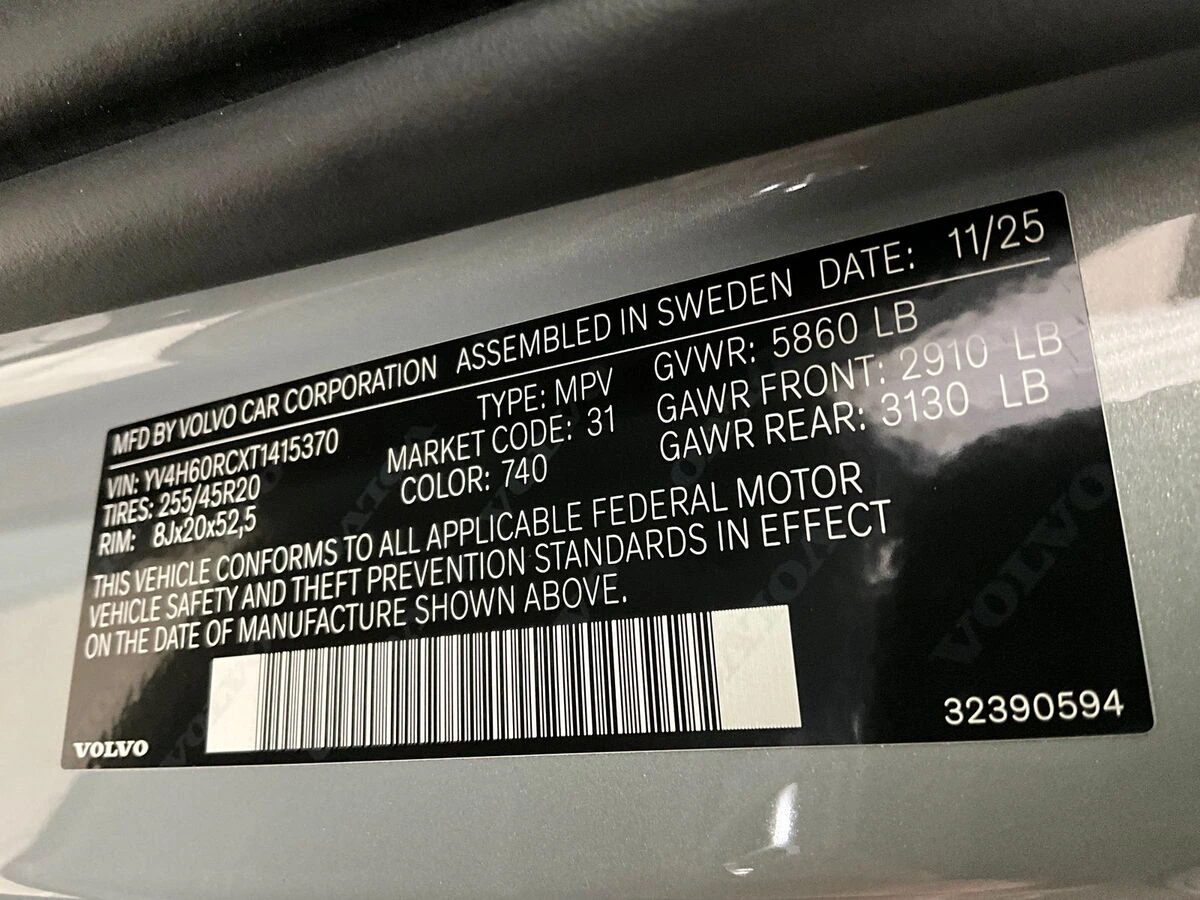 MFD BY VOLVO CAR CORPORATION ASSEMBLED IN SWEDEN DATE: 11/25
VIN: YV4H60RCXT1415370 TYPE: MPV GVWR: 5860 LB
TIRES: 255/45R20 MARKET CODE: 31 GAWR FRONT: 2910 LB
RIM: 8Jx20x52,5 COLOR: 740 GAWR REAR: 3130 LB
THIS VEHICLE CONFORMS TO ALL APPLICABLE FEDERAL MOTOR
VEHICLE SAFETY AND THEFT PREVENTION STANDARDS IN EFFECT
ON THE DATE OF MANUFACTURE SHOWN ABOVE.
VOLVO
32390594
VOLVO